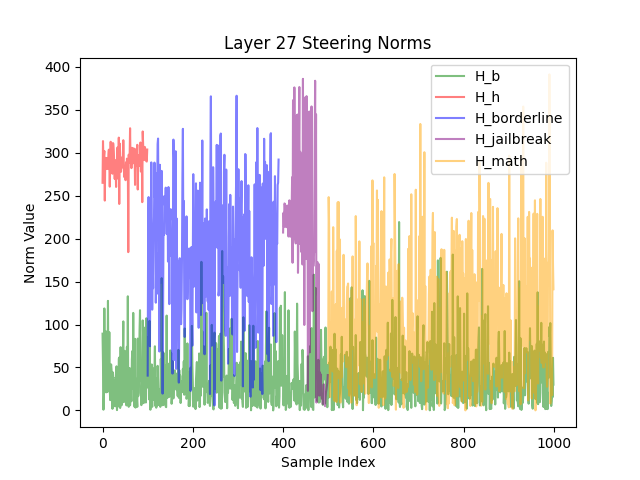 Layer 27 Steering Norms
Norm Value
400
350
300
250
200
150
100
50
0
H_b
H_h
H_borderline
H_jailbreak
H_math
0 200 400 600 800 1000
Sample Index